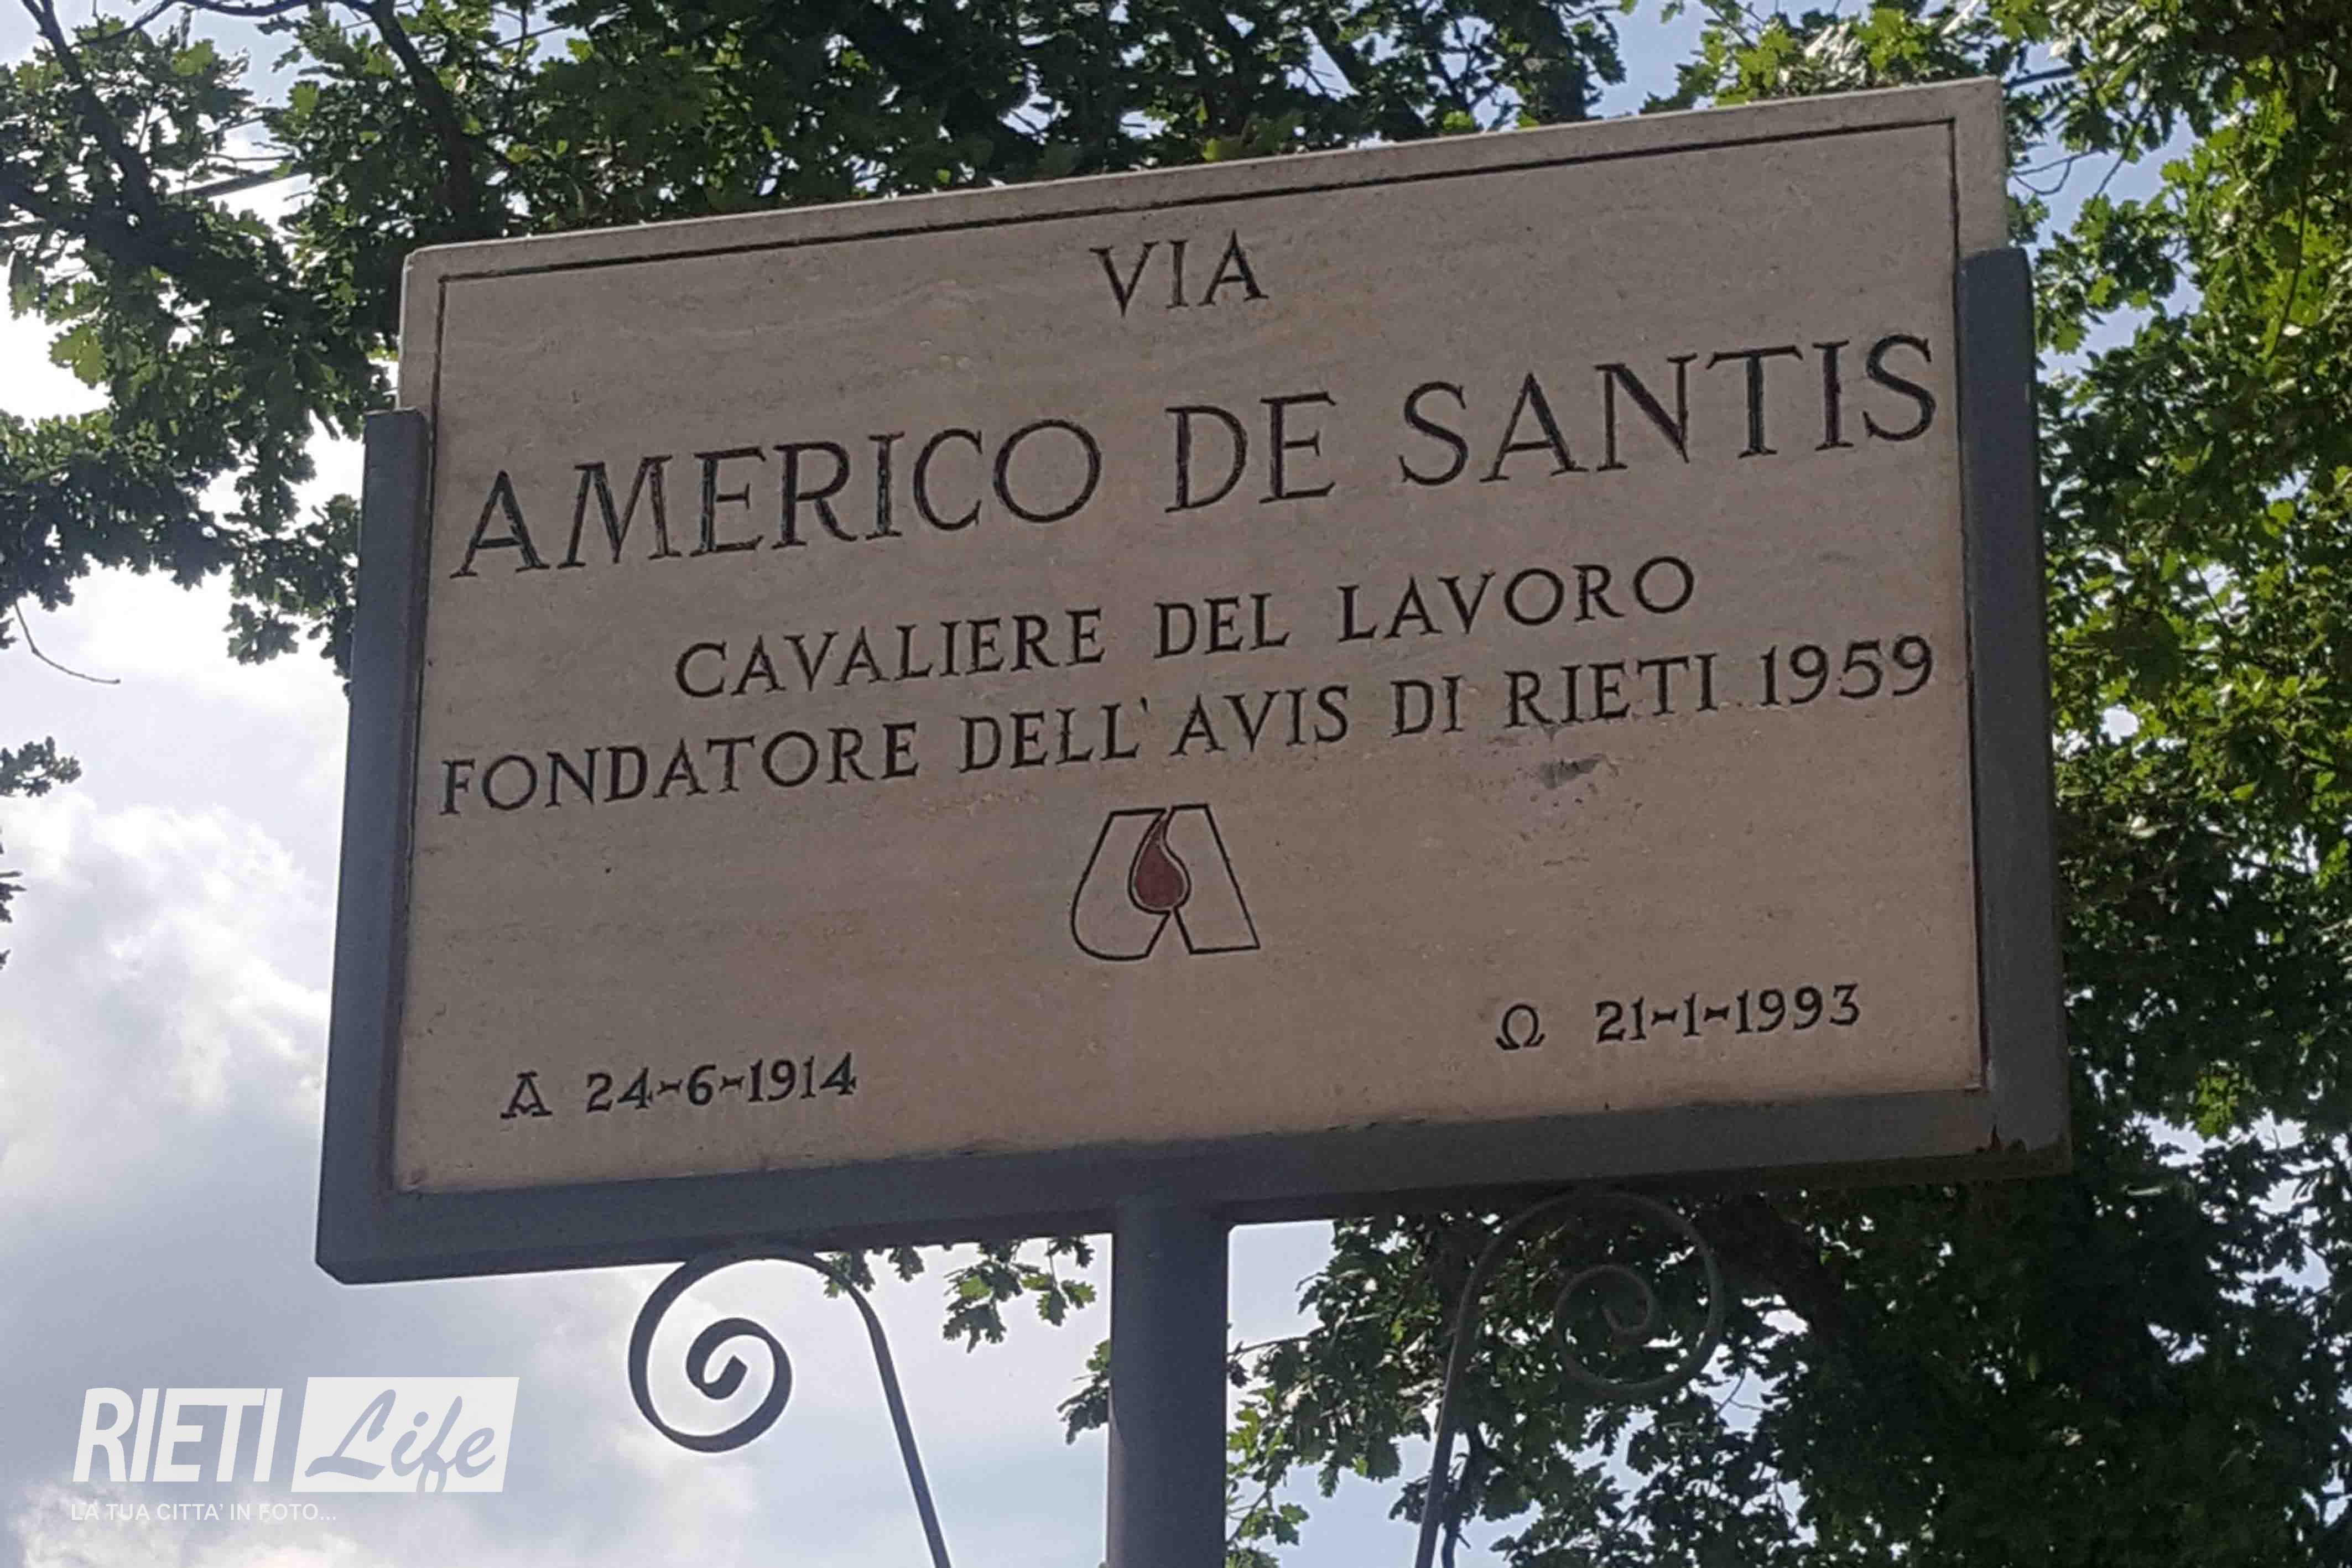 VIA
AMERICO DE SANTIS
CAVALIERE DEL LAVORO
FONDATORE DELL'AVIS DI RIETI 1959
A 24-6-1914
Ω 21-1-1993
RIETI Life
LA TUA CITTA' IN FOTO...